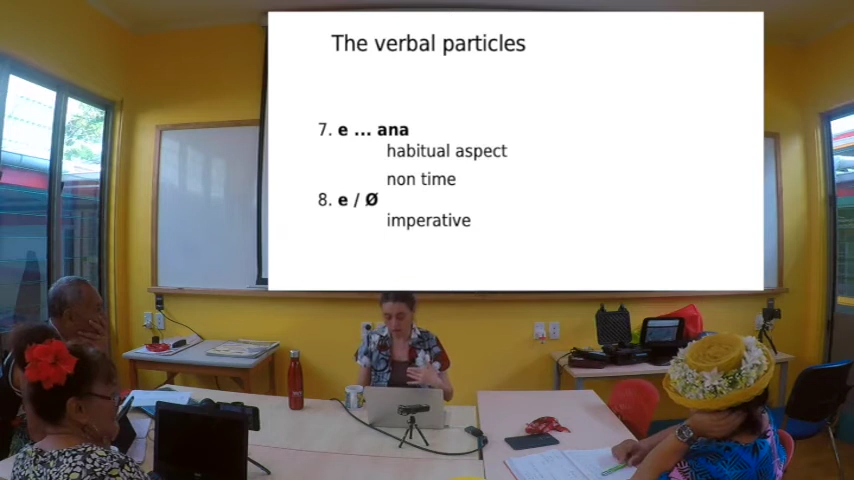 The verbal particles
7. e ... ana
habitual aspect
non time
8. e / Ø
imperative